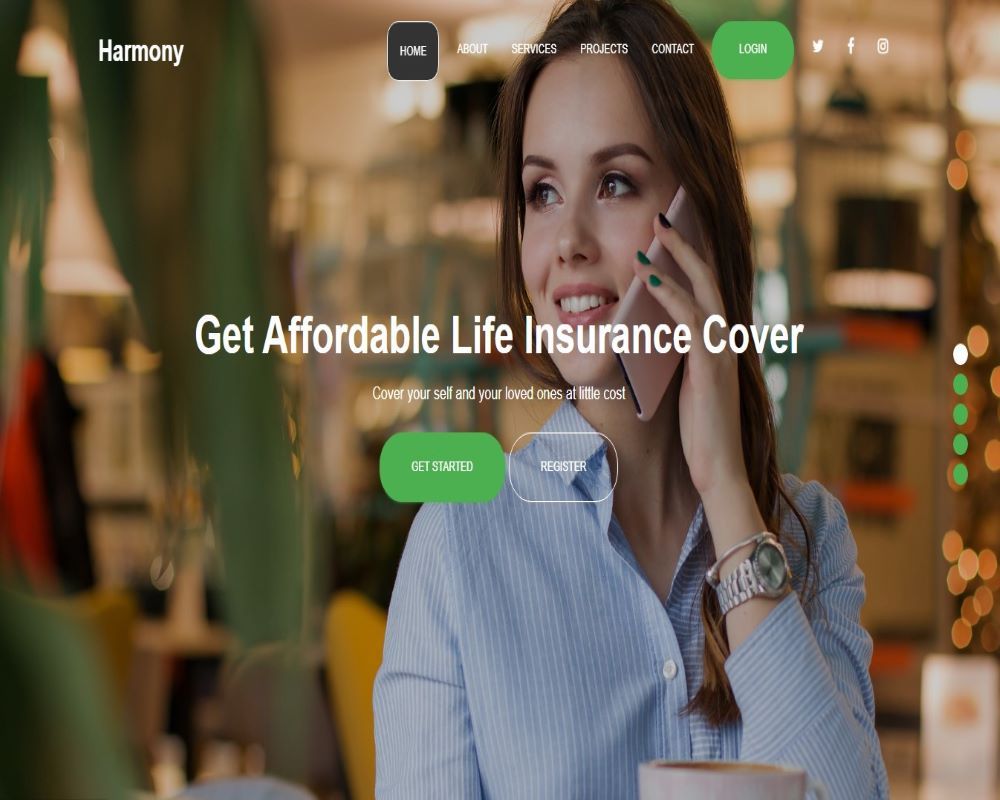 Harmony
HOME ABOUT SERVICES PROJECTS CONTACT LOGIN
Get Affordable Life Insurance Cover
Cover your self and your loved ones at little cost
GET STARTED REGISTER